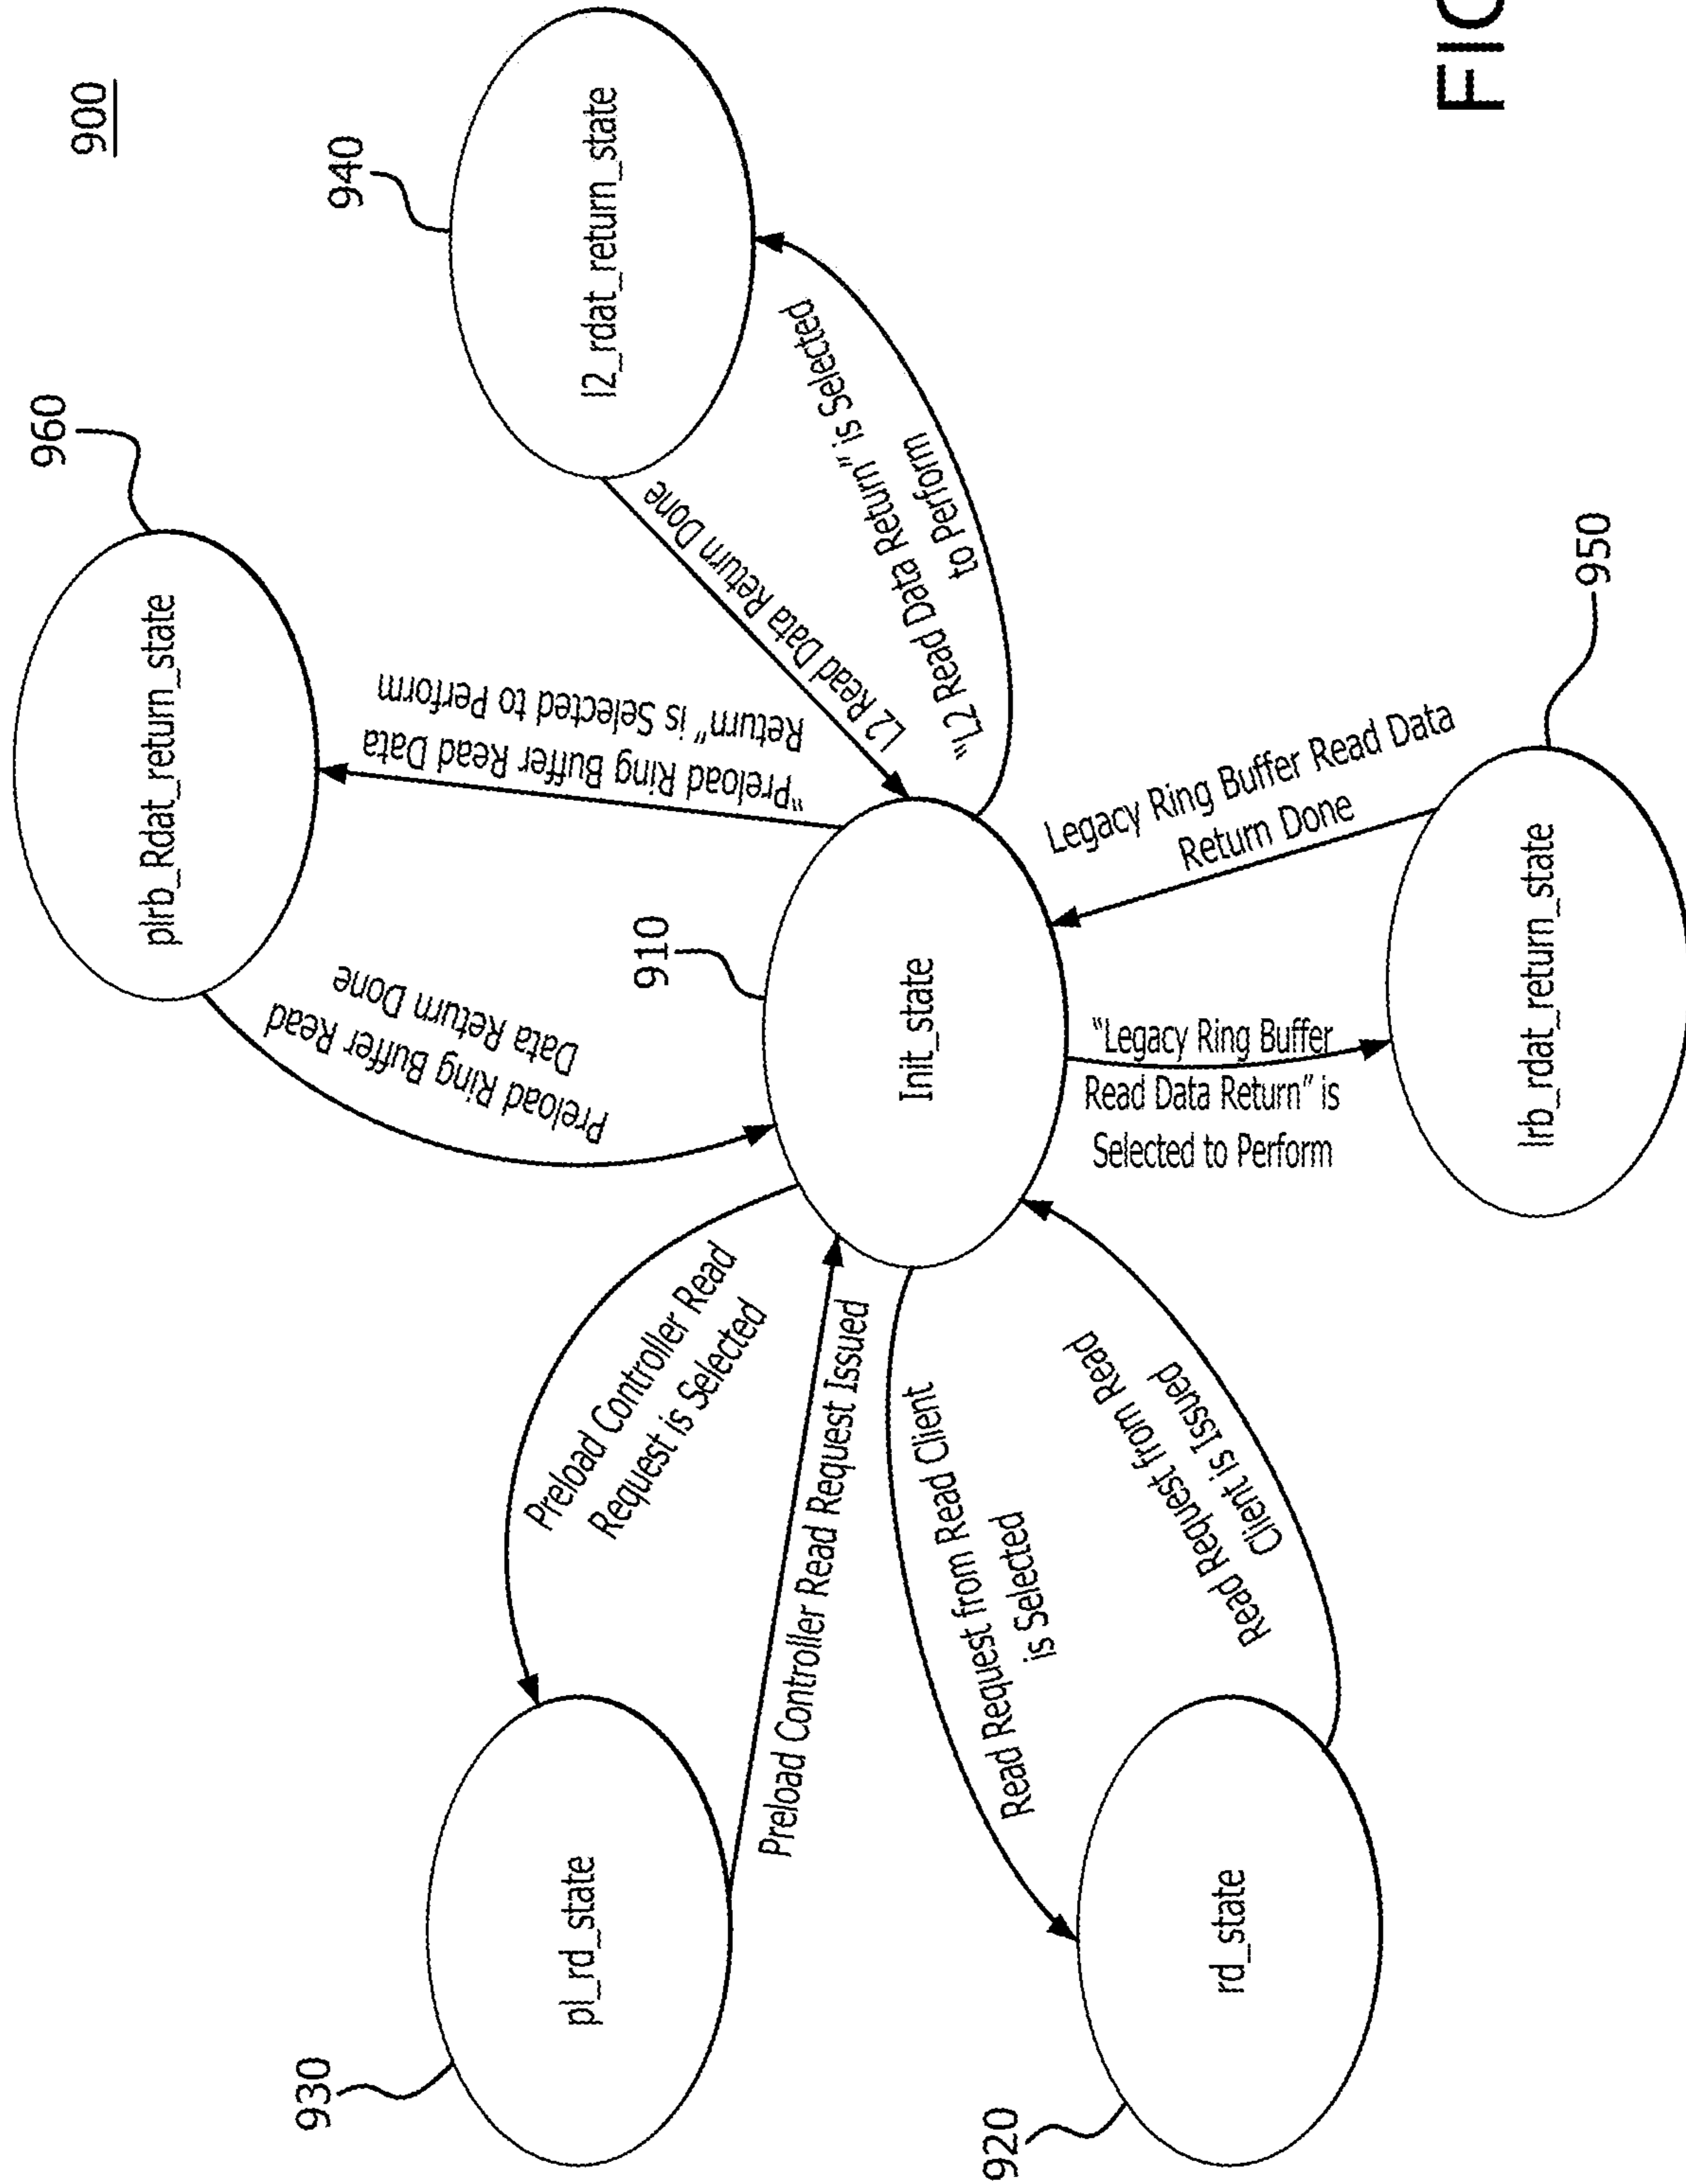 900
960
plrb_Rdat_return_state
930
pl_rd_state
940
l2_rdat_return_state
Preload Ring Buffer Read
Data Return Done
"Preload Ring Buffer Read Data
Return" is Selected to Perform
Preload Controller Read
Request is Selected
Preload Controller Read Request Issued
L2 Read Data Return Done
"L2 Read Data Return" is Selected
to Perform
910
Init_state
Read Request from Read Client
is Selected
Read Request from Read
Client is Issued
"Legacy Ring Buffer
Read Data Return" is
Selected to Perform
Legacy Ring Buffer Read Data
Return Done
920
rd_state
950
lrb_rdat_return_state